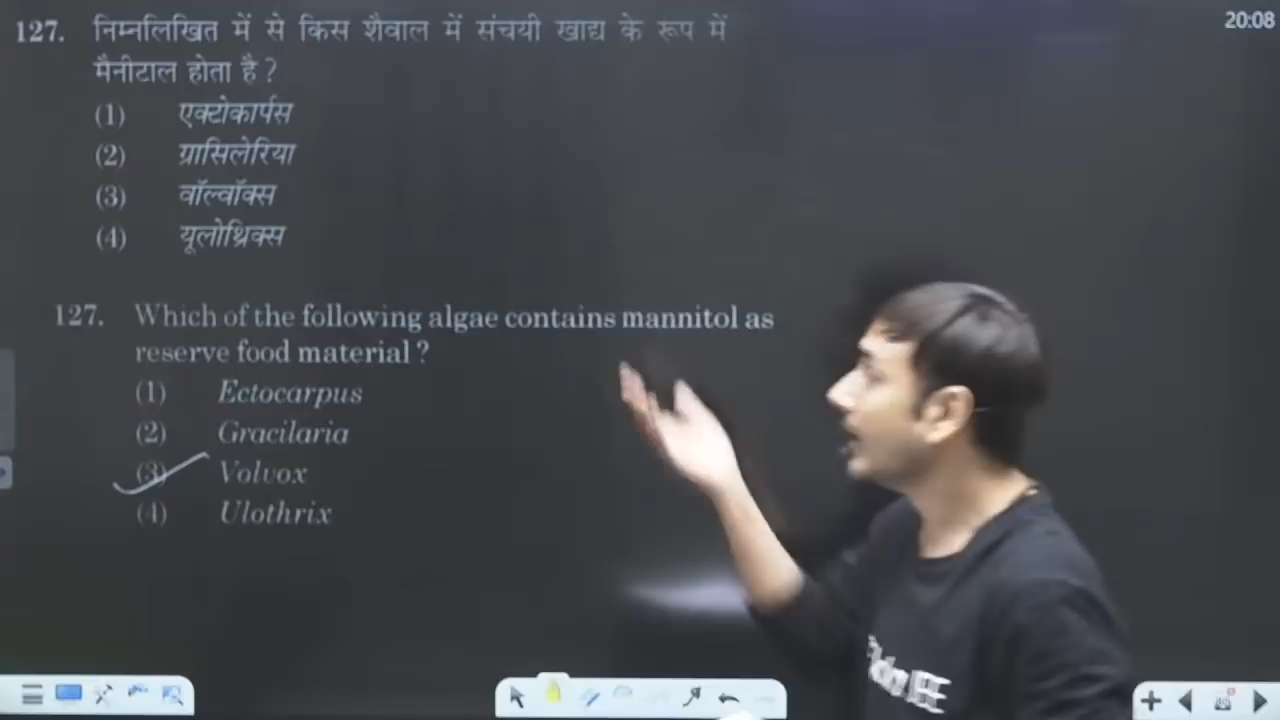 20:08
127. निम्नलिखित में से किस शैवाल में संचयी खाद्य के रूप में
मैनीटाल होता है ?
(1) एक्टोकार्पस
(2) ग्रासिलेरिया
(3) वॉल्वॉक्स
(4) यूलोथ्रिक्स
127. Which of the following algae contains mannitol as
reserve food material ?
(1) Ectocarpus
(2) Gracilaria
(3) Volvox
(4) Ulothrix
JEE